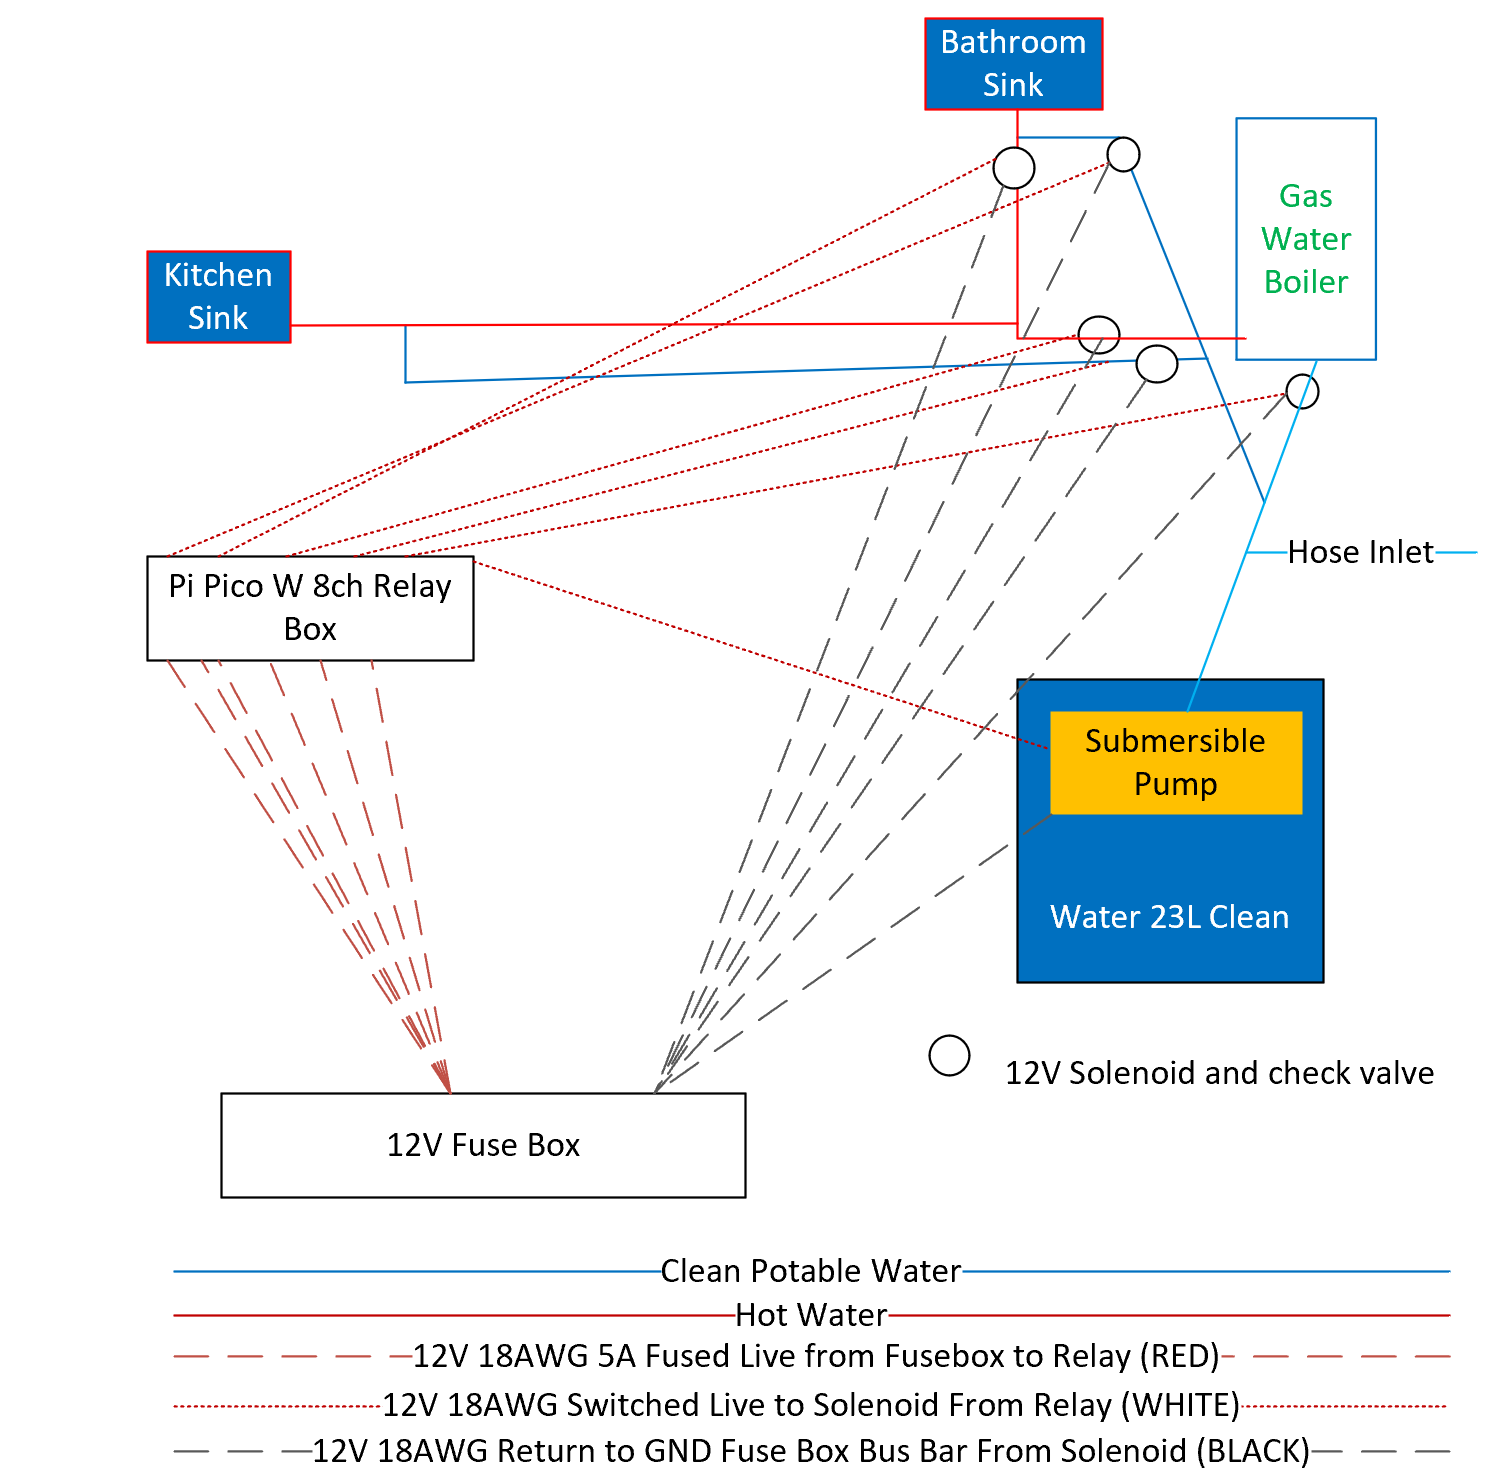 Bathroom
Sink
Gas
Water
Boiler
Kitchen
Sink
Hose Inlet
Pi Pico W 8ch Relay
Box
Submersible
Pump
Water 23L Clean
12V Solenoid and check valve
12V Fuse Box
Clean Potable Water
Hot Water
12V 18AWG 5A Fused Live from Fusebox to Relay (RED)
12V 18AWG Switched Live to Solenoid From Relay (WHITE)
12V 18AWG Return to GND Fuse Box Bus Bar From Solenoid (BLACK)